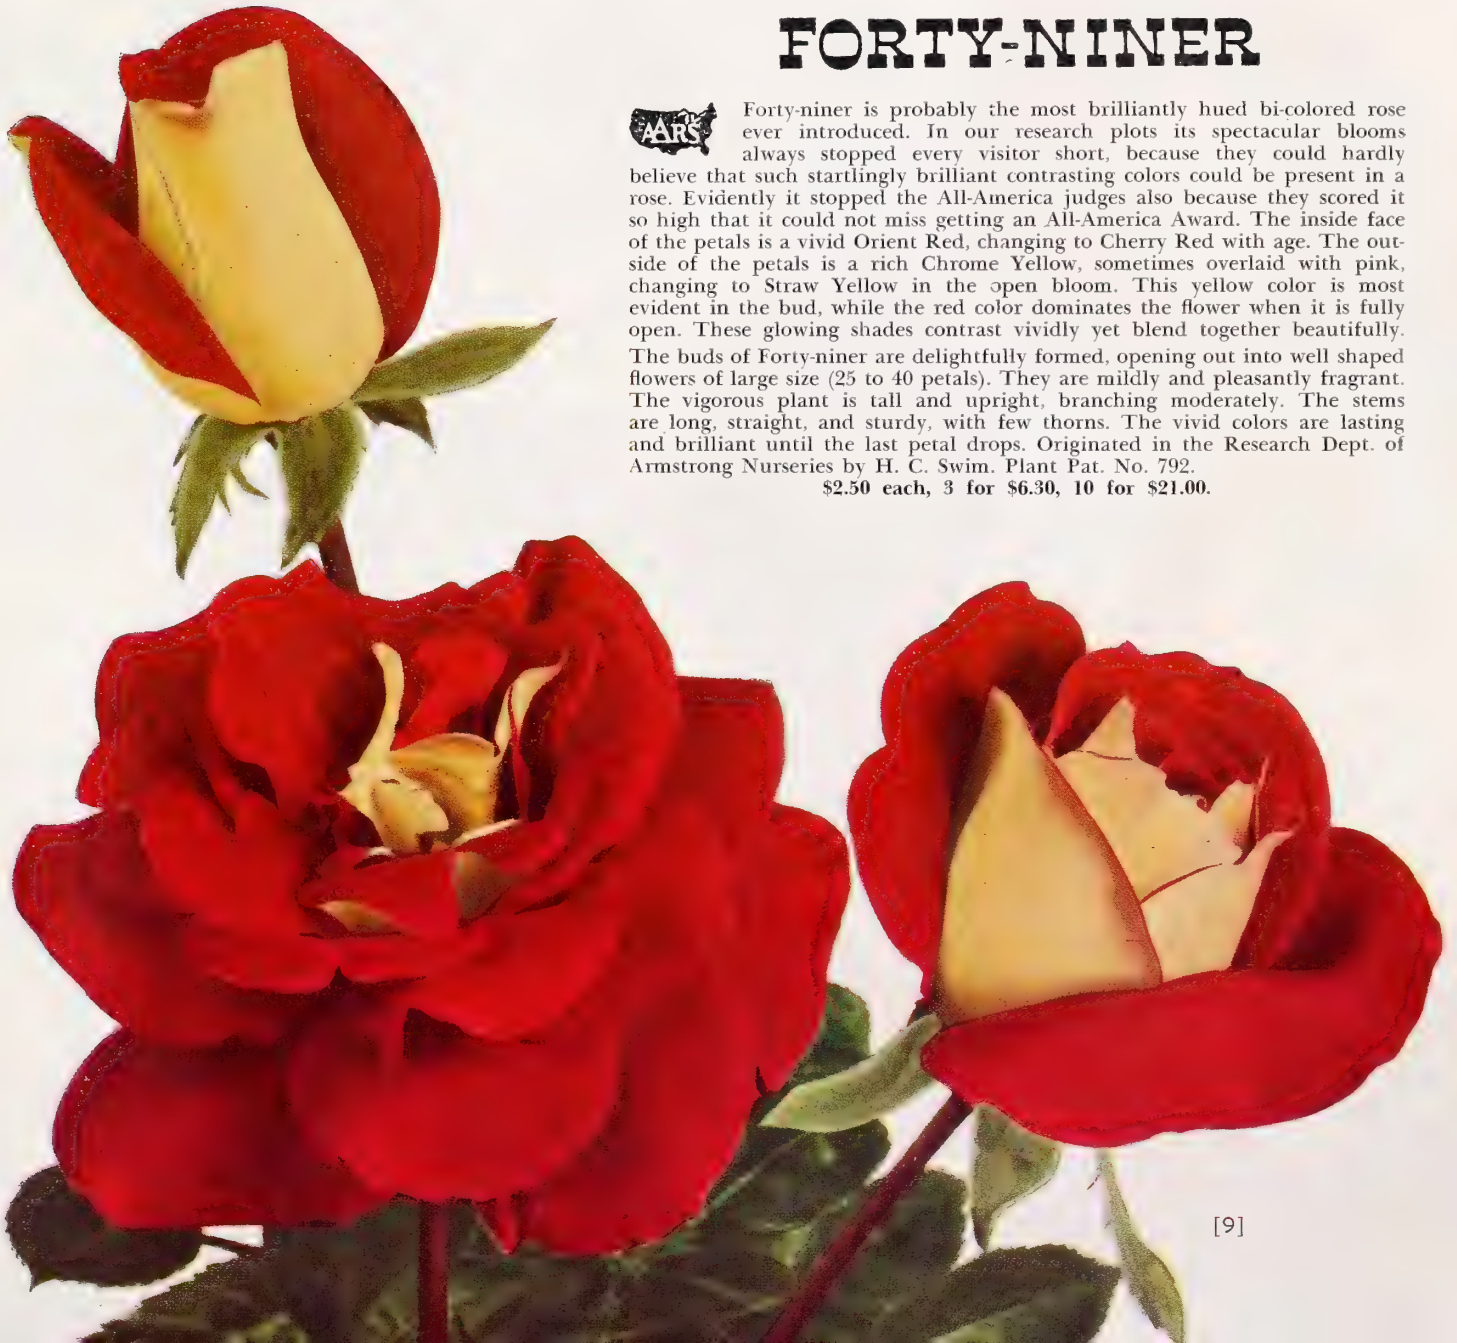 FORTY-NINER
AARS
Forty-niner is probably the most brilliantly hued bi-colored rose
ever introduced. In our research plots its spectacular blooms
always stopped every visitor short, because they could hardly
believe that such startlingly brilliant contrasting colors could be present in a
rose. Evidently it stopped the All-America judges also because they scored it
so high that it could not miss getting an All-America Award. The inside face
of the petals is a vivid Orient Red, changing to Cherry Red with age. The out-
side of the petals is a rich Chrome Yellow, sometimes overlaid with pink,
changing to Straw Yellow in the open bloom. This yellow color is most
evident in the bud, while the red color dominates the flower when it is fully
open. These glowing shades contrast vividly yet blend together beautifully.
The buds of Forty-niner are delightfully formed, opening out into well shaped
flowers of large size (25 to 40 petals). They are mildly and pleasantly fragrant.
The vigorous plant is tall and upright, branching moderately. The stems
are long, straight, and sturdy, with few thorns. The vivid colors are lasting
and brilliant until the last petal drops. Originated in the Research Dept. of
Armstrong Nurseries by H. C. Swim. Plant Pat. No. 792.
$2.50 each, 3 for $6.30, 10 for $21.00.
[9]